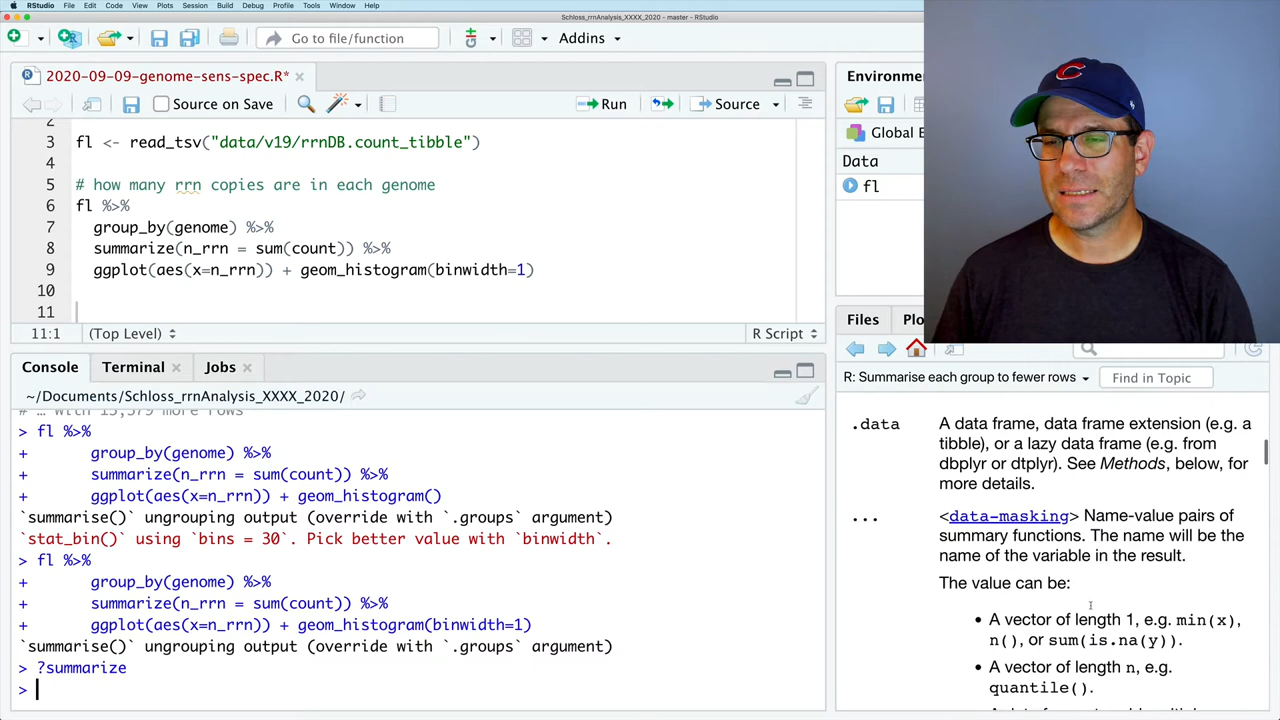 RStudio File Edit Code View Plots Session Build Debug Profile Tools Window Help
Schloss_rrnAnalysis_XXXX_2020 - master - RStudio
Go to file/function Addins
2020-09-09-genome-sens-spec.R*
Source on Save Run Source
2
3 fl <- read_tsv("data/v19/rrnDB.count_tibble")
4
5 # how many rrn copies are in each genome
6 fl %>%
7 group_by(genome) %>%
8 summarize(n_rrn = sum(count)) %>%
9 ggplot(aes(x=n_rrn)) + geom_histogram(binwidth=1)
10
11
11:1 (Top Level) R Script
Console Terminal Jobs
~/Documents/Schloss_rrnAnalysis_XXXX_2020/
# … with 15,579 more rows
> fl %>%
+ group_by(genome) %>%
+ summarize(n_rrn = sum(count)) %>%
+ ggplot(aes(x=n_rrn)) + geom_histogram()
`summarise()` ungrouping output (override with `.groups` argument)
`stat_bin()` using `bins = 30`. Pick better value with `binwidth`.
> fl %>%
+ group_by(genome) %>%
+ summarize(n_rrn = sum(count)) %>%
+ ggplot(aes(x=n_rrn)) + geom_histogram(binwidth=1)
`summarise()` ungrouping output (override with `.groups` argument)
> ?summarize
>
Environme
Global E
Data
fl
Files Plo
R: Summarise each group to fewer rows Find in Topic
.data A data frame, data frame extension (e.g. a
tibble), or a lazy data frame (e.g. from
dbplyr or dtplyr). See Methods, below, for
more details.
... <data-masking> Name-value pairs of
summary functions. The name will be the
name of the variable in the result.
The value can be:
• A vector of length 1, e.g. min(x),
n(), or sum(is.na(y)).
• A vector of length n, e.g.
quantile().